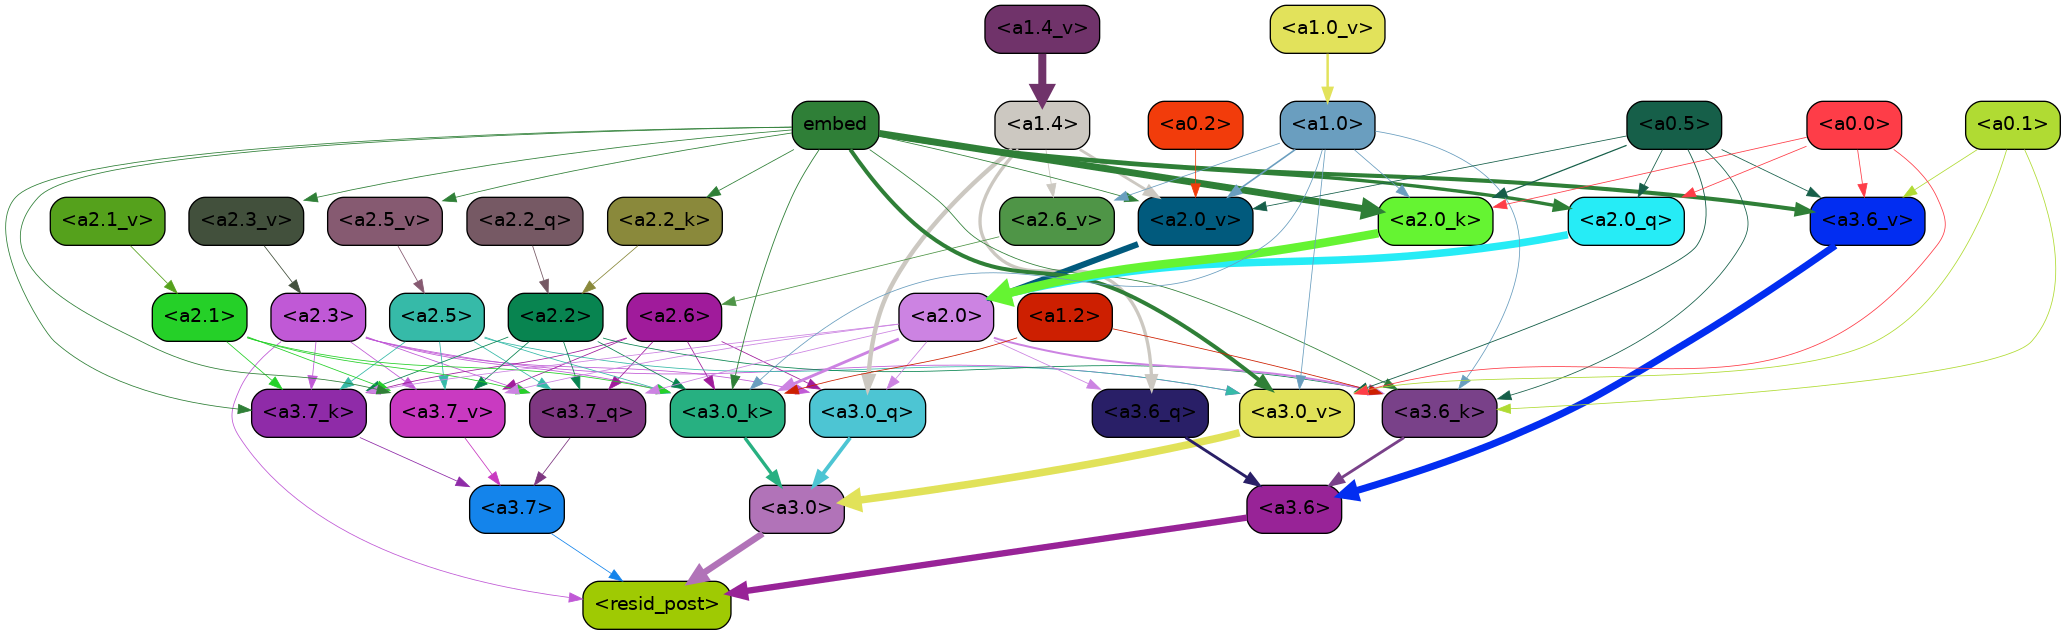 <a1.4_v>
<a1.0_v>
embed
<a1.4>
<a0.2>
<a1.0>
<a0.5>
<a0.0>
<a0.1>
<a2.1_v>
<a2.3_v>
<a2.5_v>
<a2.2_q>
<a2.2_k>
<a2.6_v>
<a2.0_v>
<a2.0_k>
<a2.0_q>
<a3.6_v>
<a2.1>
<a2.3>
<a2.5>
<a2.2>
<a2.6>
<a2.0>
<a1.2>
<a3.7_k>
<a3.7_v>
<a3.7_q>
<a3.0_k>
<a3.0_q>
<a3.6_q>
<a3.0_v>
<a3.6_k>
<a3.7>
<a3.0>
<a3.6>
<resid_post>